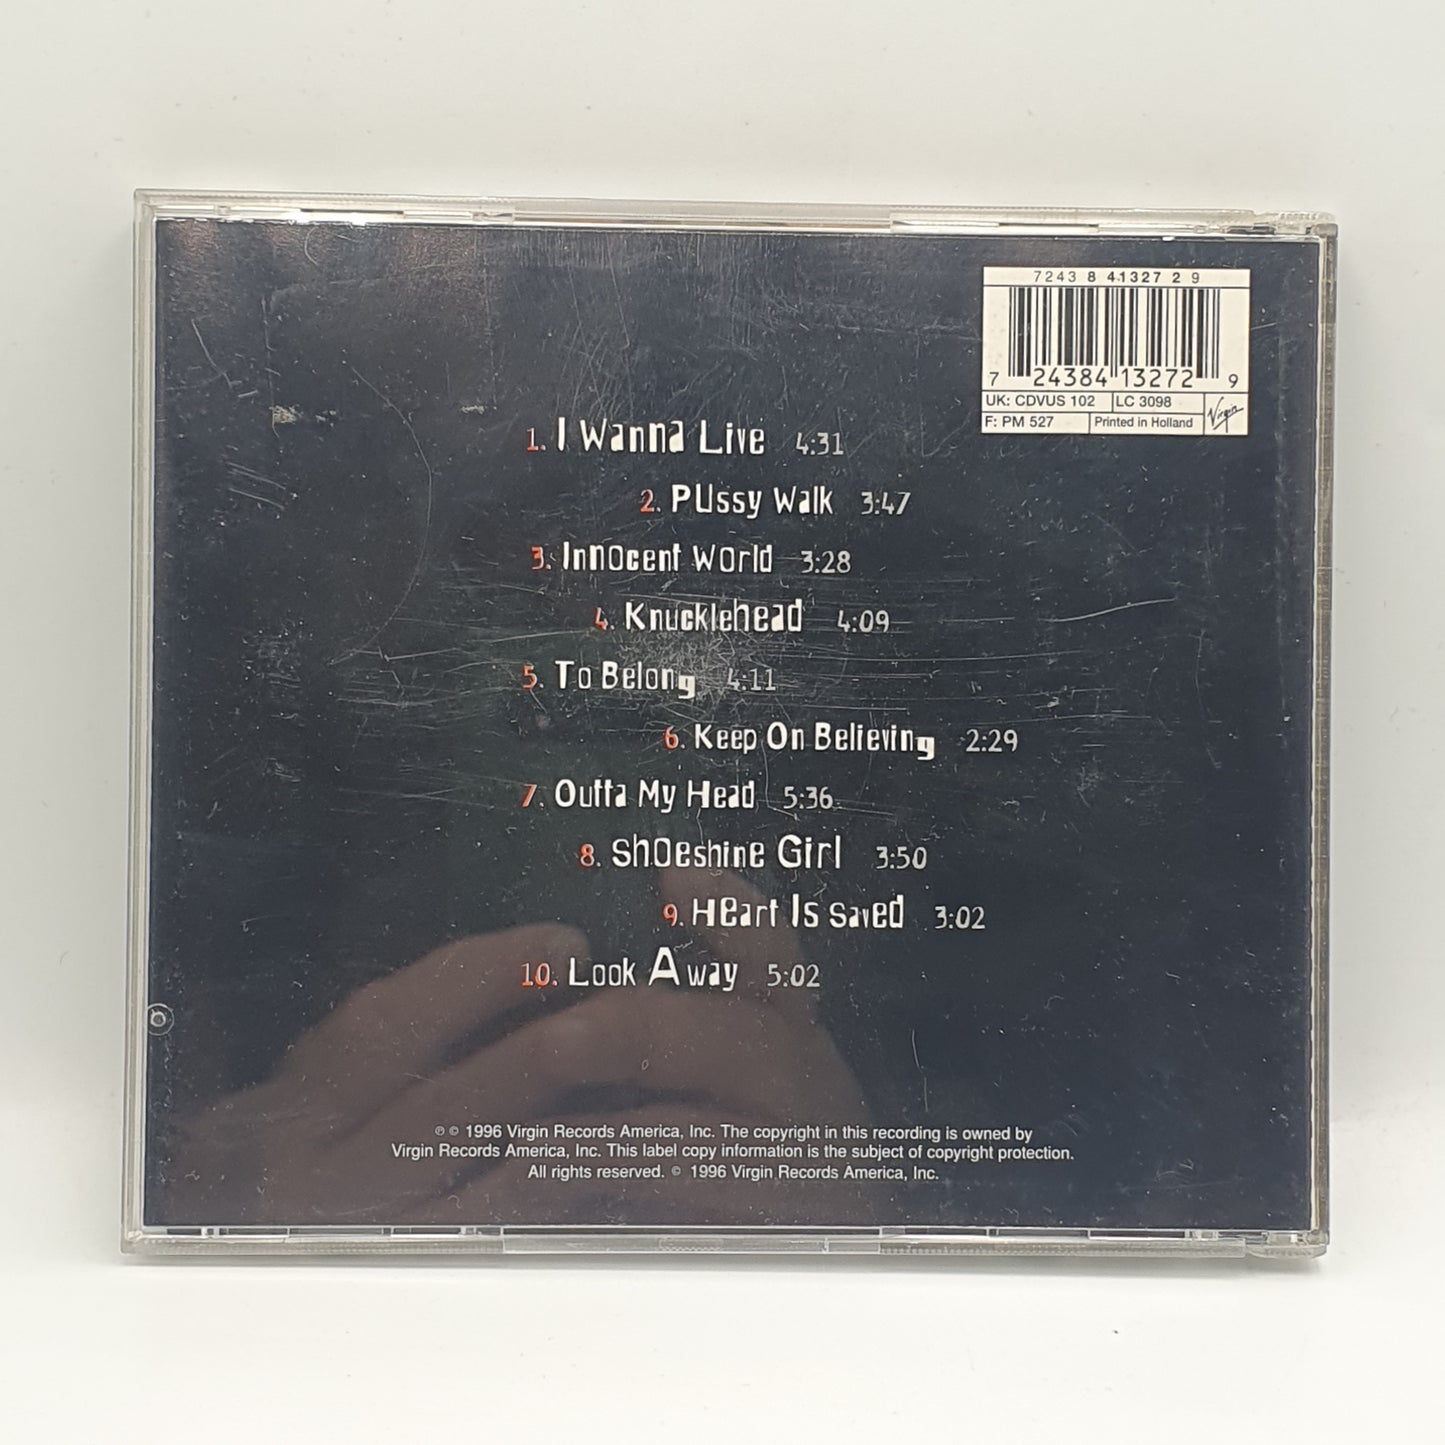 7243 8 41327 2 9
7 24384 13272 9
UK: CDVUS 102 LC 3098
F: PM 527 Printed in Holland Virgin
1. I Wanna Live 4:31
2. Pussy Walk 3:47
3. Innocent World 3:28
4. Knucklehead 4:09
5. To Belong 4:11
6. Keep On Believing 2:29
7. Outta My Head 5:36
8. Shoeshine Girl 3:50
9. Heart Is Saved 3:02
10. Look Away 5:02
℗ © 1996 Virgin Records America, Inc. The copyright in this recording is owned by
Virgin Records America, Inc. This label copy information is the subject of copyright protection.
All rights reserved. © 1996 Virgin Records America, Inc.